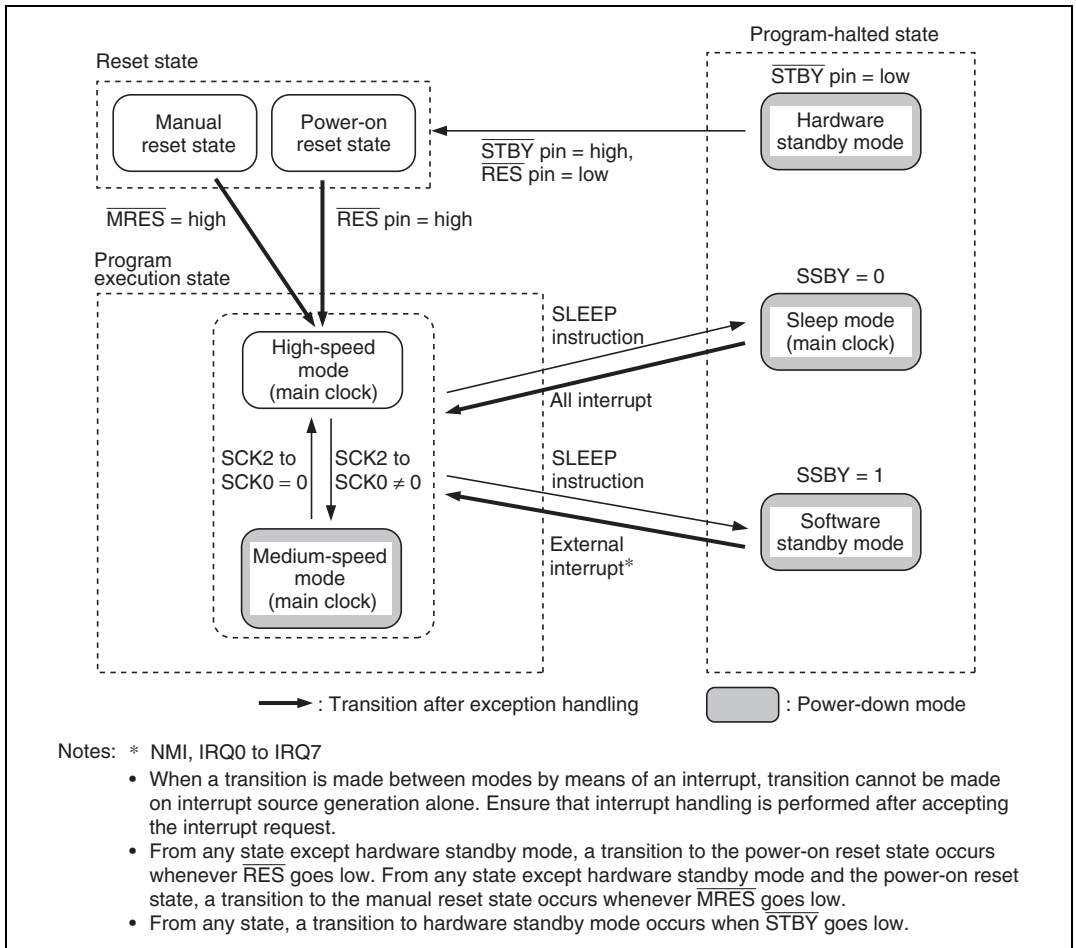 Program-halted state
Reset state
STBY pin = low
Manual
reset state
Power-on
reset state
Hardware
standby mode
STBY pin = high,
RES pin = low
MRES = high
RES pin = high
Program
execution state
SSBY = 0
SLEEP
instruction
Sleep mode
(main clock)
High-speed
mode
(main clock)
All interrupt
SCK2 to
SCK0 = 0
SCK2 to
SCK0 ≠ 0
SLEEP
instruction
SSBY = 1
Software
standby mode
External
interrupt*
Medium-speed
mode
(main clock)
: Transition after exception handling
: Power-down mode
Notes: * NMI, IRQ0 to IRQ7
• When a transition is made between modes by means of an interrupt, transition cannot be made
on interrupt source generation alone. Ensure that interrupt handling is performed after accepting
the interrupt request.
• From any state except hardware standby mode, a transition to the power-on reset state occurs
whenever RES goes low. From any state except hardware standby mode and the power-on reset
state, a transition to the manual reset state occurs whenever MRES goes low.
• From any state, a transition to hardware standby mode occurs when STBY goes low.